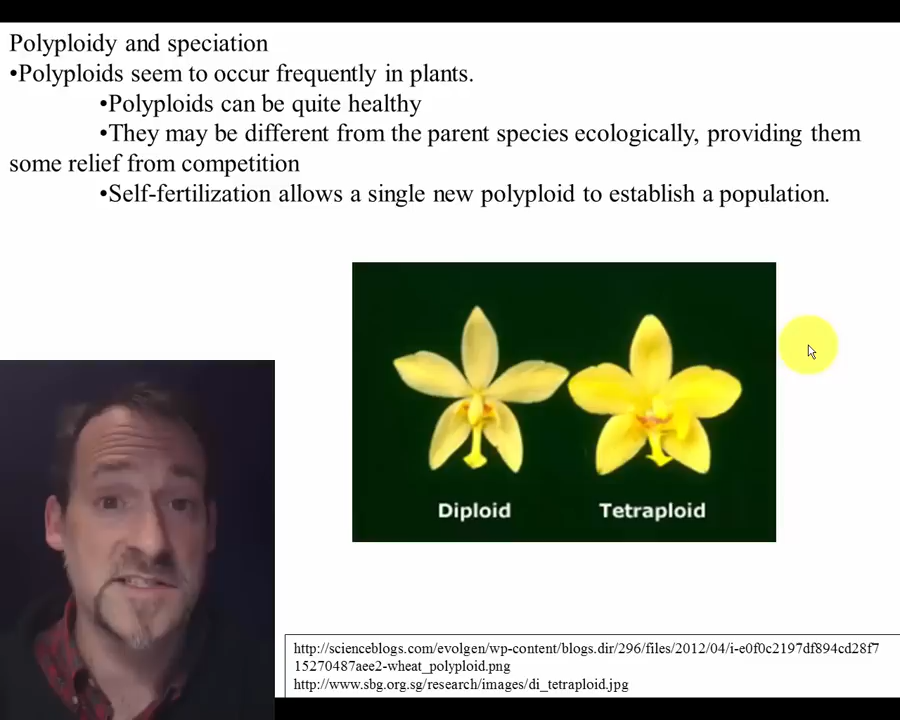 Polyploidy and speciation
•Polyploids seem to occur frequently in plants.
•Polyploids can be quite healthy
•They may be different from the parent species ecologically, providing them
some relief from competition
•Self-fertilization allows a single new polyploid to establish a population.
Diploid Tetraploid
http://scienceblogs.com/evolgen/wp-content/blogs.dir/296/files/2012/04/i-e0f0c2197df894cd28f7
15270487aee2-wheat_polyploid.png
http://www.sbg.org.sg/research/images/di_tetraploid.jpg